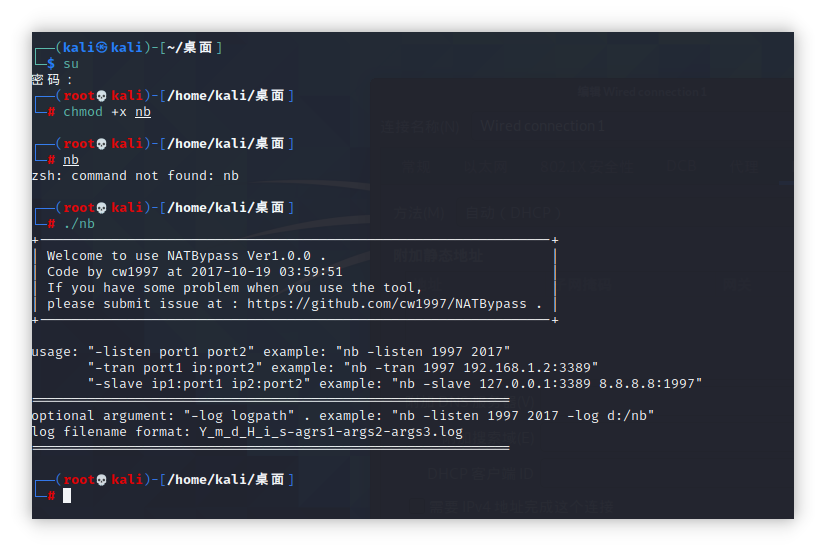 ┌──(kali㉿kali)-[~/桌面]
└─$ su
密码：
┌──(root💀kali)-[/home/kali/桌面]
└─# chmod +x nb
┌──(root💀kali)-[/home/kali/桌面]
└─# nb
zsh: command not found: nb
┌──(root💀kali)-[/home/kali/桌面]
└─# ./nb
Welcome to use NATBypass Ver1.0.0 .
Code by cw1997 at 2017-10-19 03:59:51
If you have some problem when you use the tool,
please submit issue at : https://github.com/cw1997/NATBypass .
usage: "-listen port1 port2" example: "nb -listen 1997 2017"
"-tran port1 ip:port2" example: "nb -tran 1997 192.168.1.2:3389"
"-slave ip1:port1 ip2:port2" example: "nb -slave 127.0.0.1:3389 8.8.8.8:1997"
optional argument: "-log logpath" . example: "nb -listen 1997 2017 -log d:/nb"
log filename format: Y_m_d_H_i_s-agrs1-args2-args3.log
┌──(root💀kali)-[/home/kali/桌面]
└─#
Wired connection 1
Wired connection 1